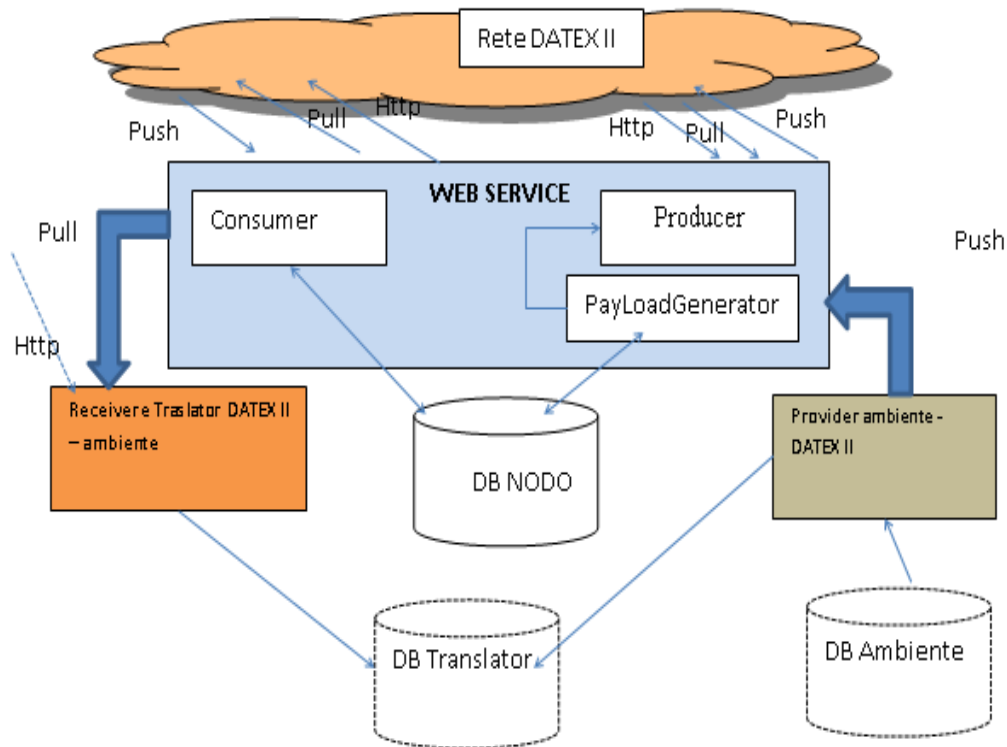 Rete DATEX II
Push
Pull
Http
Http
Pull
Push
WEB SERVICE
Consumer
Producer
PayLoadGenerator
Pull
Push
Http
Receivere Traslator DATEX II
– ambiente
DB NODO
Provider ambiente -
DATEX II
DB Translator
DB Ambiente